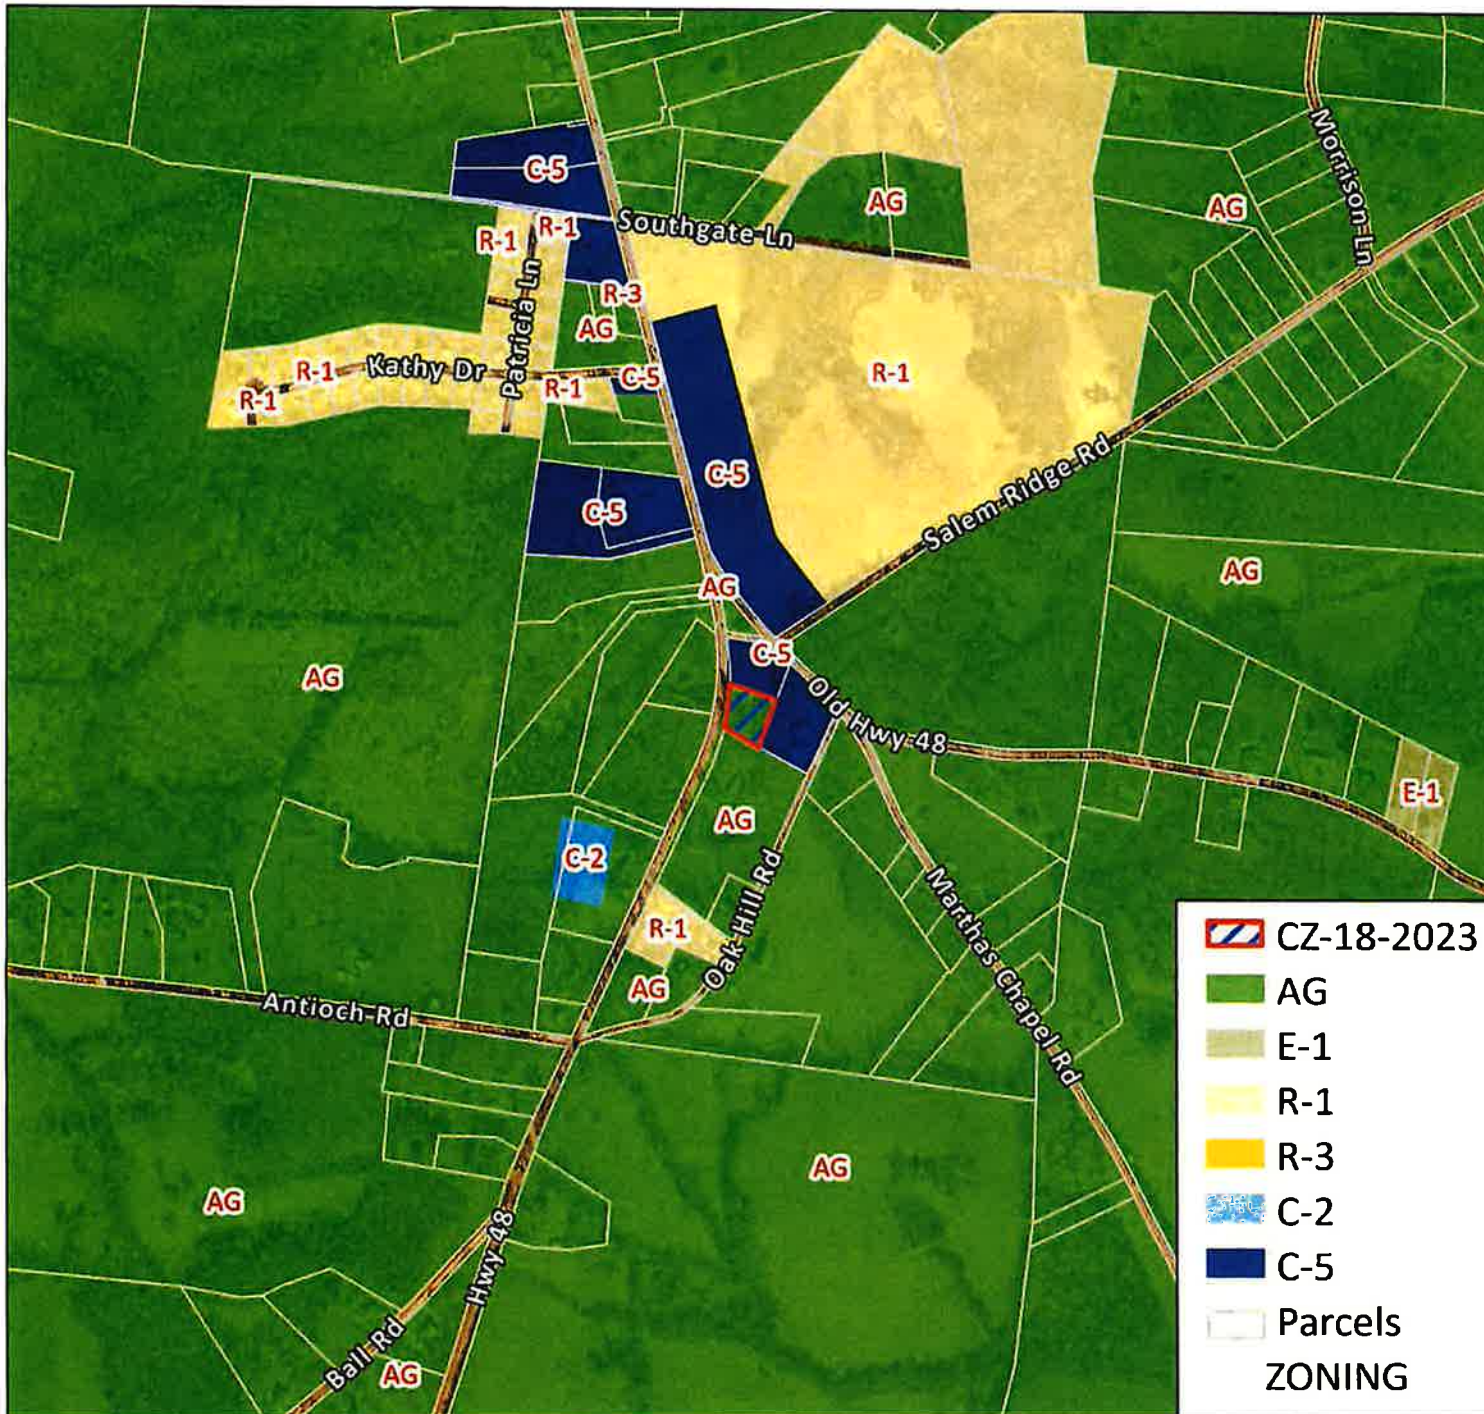 C-5
Southgate Ln
AG
AG
Morrison Ln
R-1
R-1
Patricia Ln
R-3
AG
Kathy Dr
R-1
R-1
R-1
C-5
R-1
C-5
C-5
Salem Ridge Rd
AG
AG
C-5
AG
Old Hwy 48
E-1
AG
C-2
R-1
Oak Hill Rd
AG
Marthas Chapel Rd
Antioch Rd
AG
AG
Hwy 48
Ball Rd
AG
CZ-18-2023
AG
E-1
R-1
R-3
C-2
C-5
Parcels
ZONING